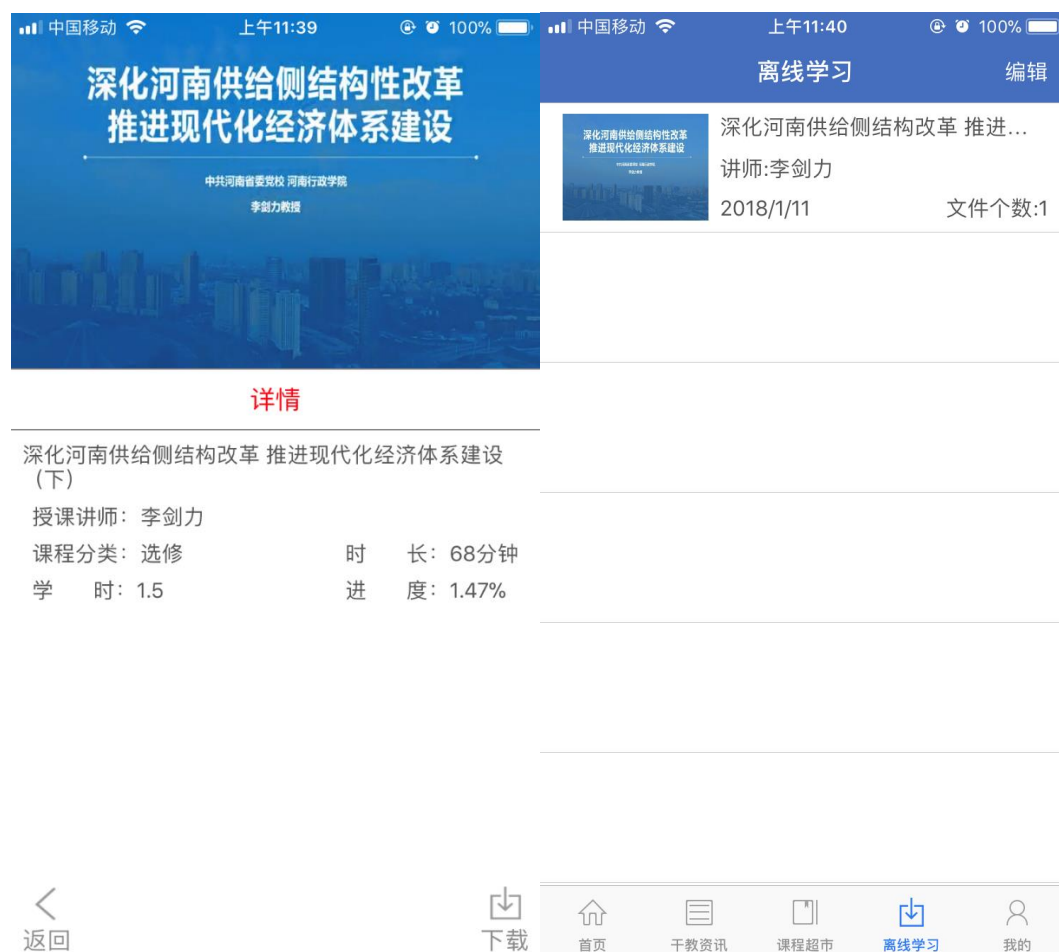 中国移动 上午11:39 100%
深化河南供给侧结构性改革
推进现代化经济体系建设
中共河南省委党校 河南行政学院
李剑力教授
详情
深化河南供给侧结构改革 推进现代化经济体系建设
（下）
授课讲师：李剑力
课程分类：选修 时 长：68分钟
学 时：1.5 进 度：1.47%
返回 下载
中国移动 上午11:40 100%
离线学习 编辑
深化河南供给侧结构性改革
推进现代化经济体系建设
深化河南供给侧结构改革 推进...
讲师:李剑力
2018/1/11 文件个数:1
首页 干教资讯 课程超市 离线学习 我的